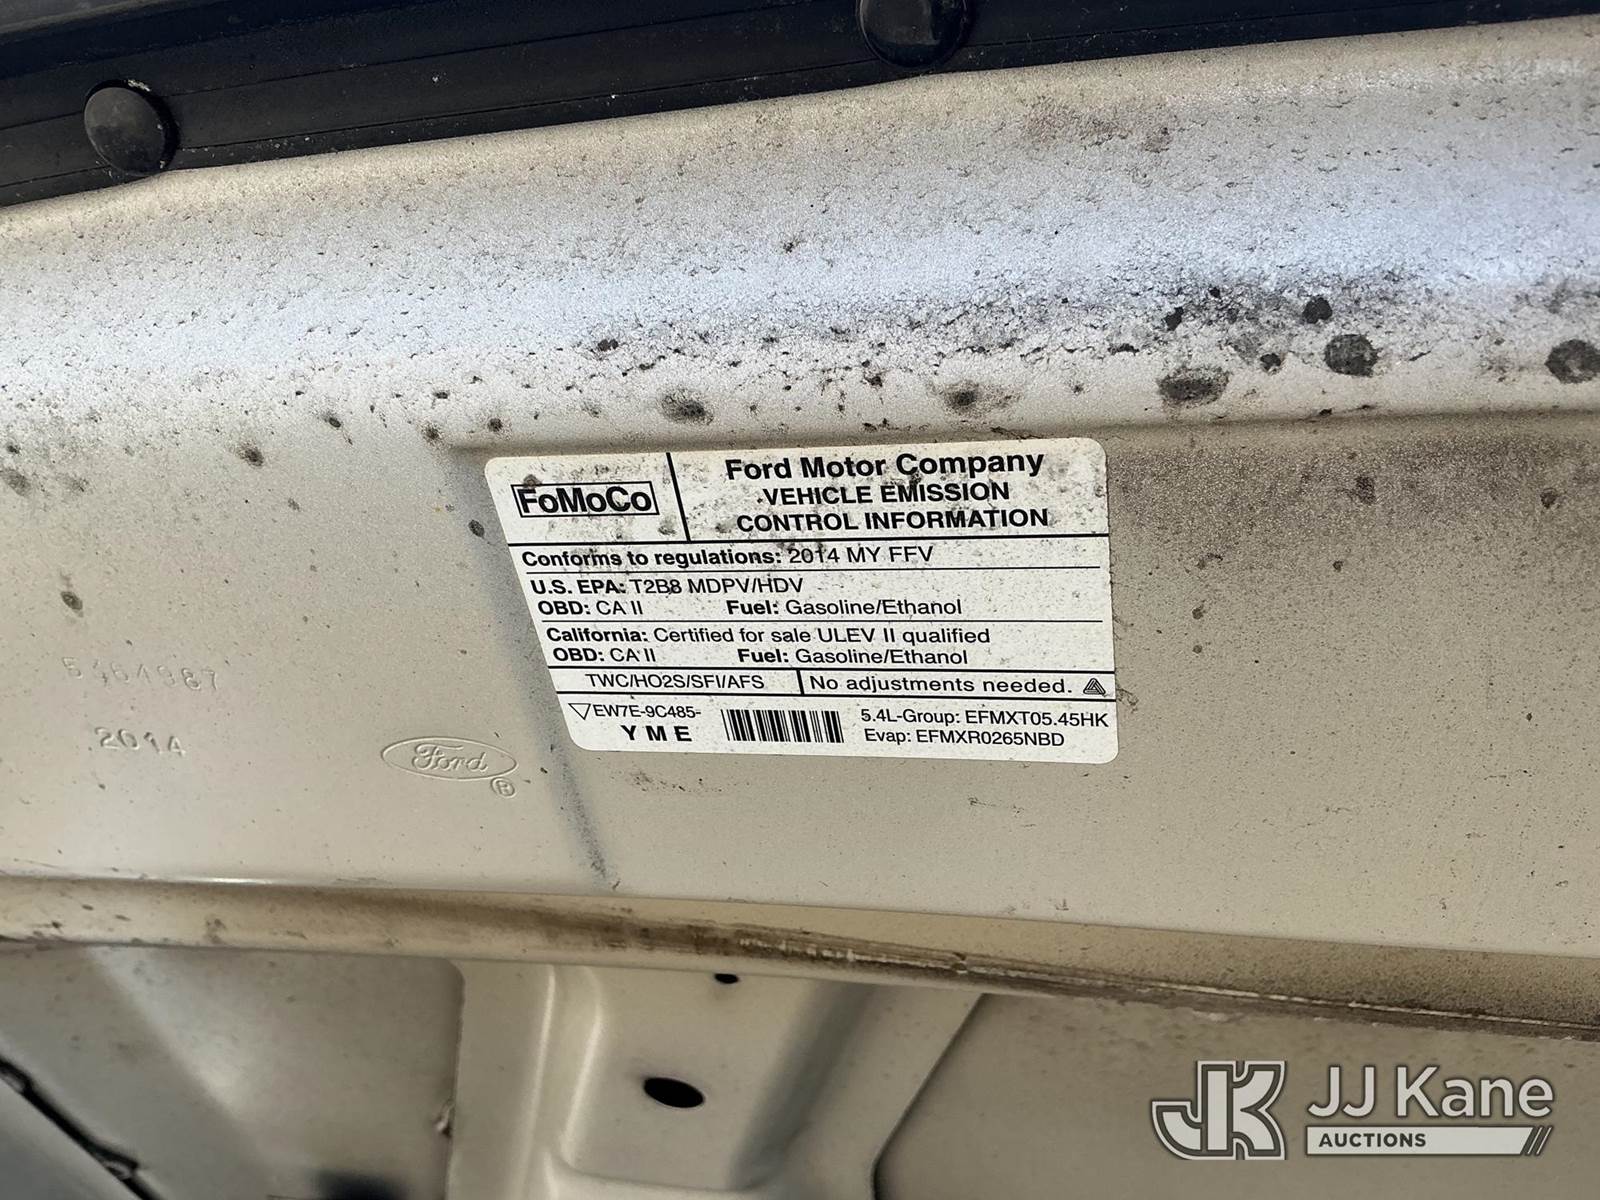 FoMoCo
Ford Motor Company
VEHICLE EMISSION
CONTROL INFORMATION
Conforms to regulations: 2014 MY FFV
U.S. EPA: T2B8 MDPV/HDV
OBD: CA II Fuel: Gasoline/Ethanol
California: Certified for sale ULEV II qualified
OBD: CA II Fuel: Gasoline/Ethanol
TWC/HO2S/SFI/AFS No adjustments needed.
EW7E-9C485-
YME
5.4L-Group: EFMXT05.45HK
Evap: EFMXR0265NBD
2014
Ford ®
JJ Kane
AUCTIONS